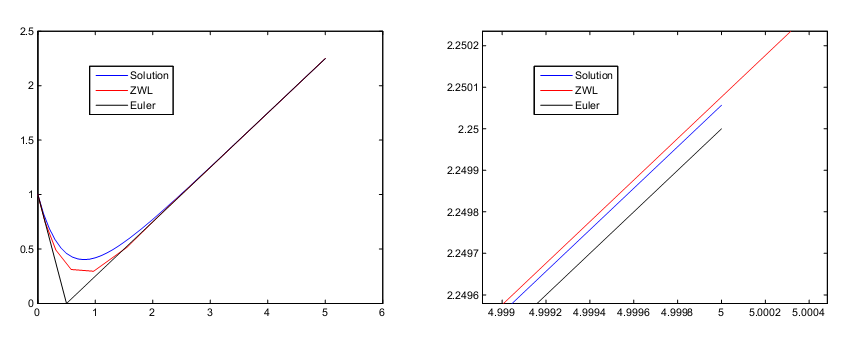 2.5
2
1.5
1
0.5
0
0 1 2 3 4 5 6
Solution
ZWL
Euler
2.2502
2.2501
2.25
2.2499
2.2498
2.2497
2.2496
4.999 4.9992 4.9994 4.9996 4.9998 5 5.0002 5.0004
Solution
ZWL
Euler